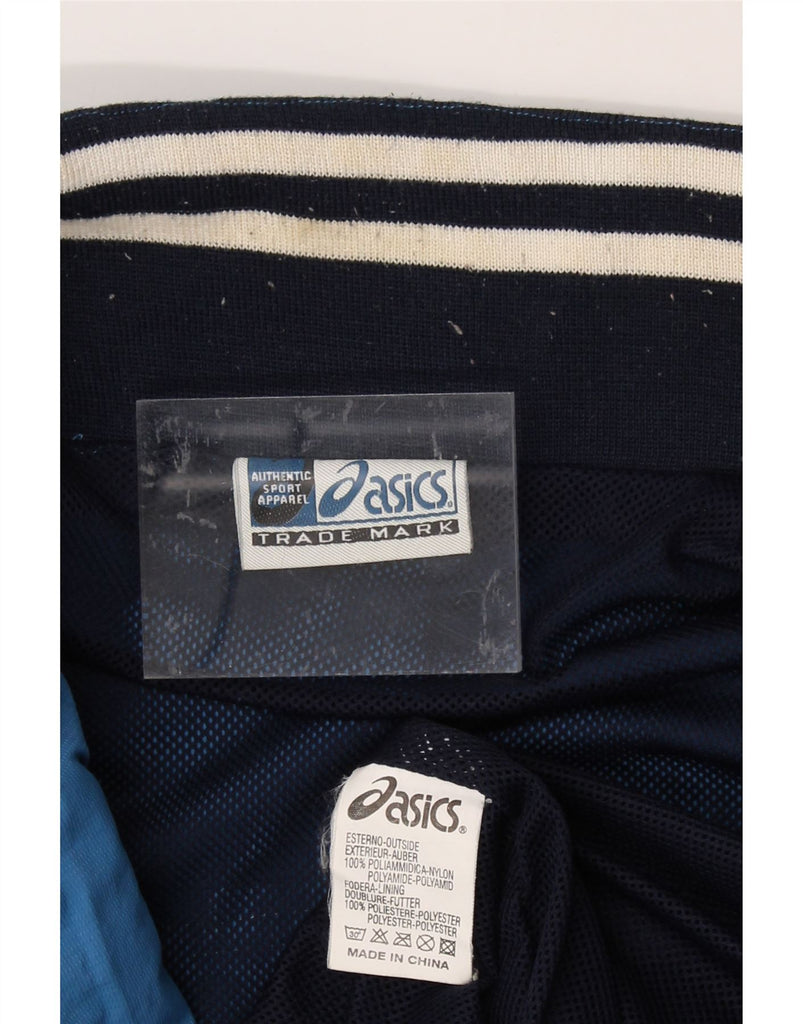 AUTHENTIC
SPORT
APPAREL
asics®
TRADE MARK
asics®
ESTERNO-OUTSIDE
EXTERIEUR-AUBER
100% POLIAMMIDICA-NYLON
POLYAMIDE-POLYAMID
FODERA-LINING
DOUBLURE-FUTTER
100% POLIESTERE-POLYESTER
POLYESTER-POLYESTER
30°
MADE IN CHINA